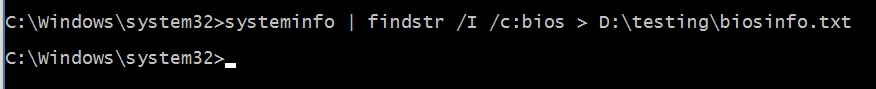 C:\Windows\system32>systeminfo | findstr /I /c:bios > D:\testing\biosinfo.txt
C:\Windows\system32>